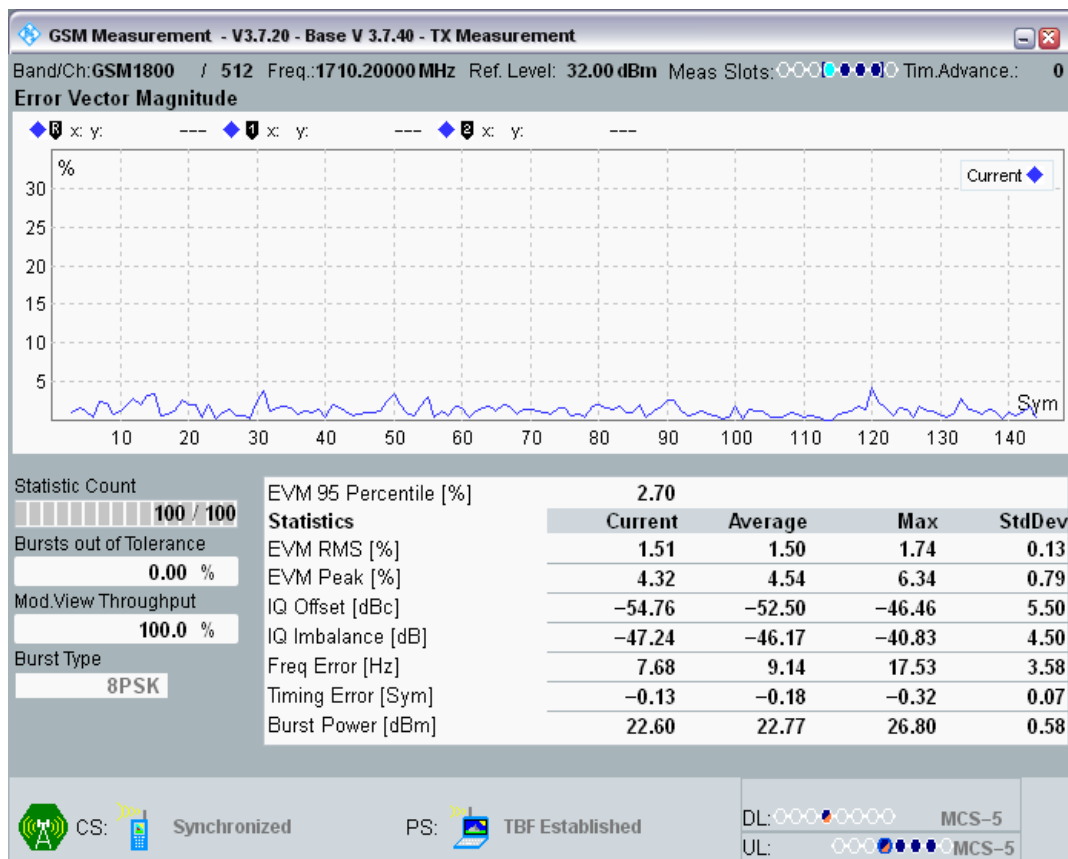 GSM Measurement - V3.7.20 - Base V 3.7.40 - TX Measurement
Band/Ch:GSM1800 / 512 Freq.:1710.20000 MHz Ref. Level: 32.00 dBm Meas Slots: Tim.Advance.: 0
Error Vector Magnitude
R x: y: --- 1 x: y: --- 2 x: y: ---
%
Current
30
25
20
15
10
5
Sym
10 20 30 40 50 60 70 80 90 100 110 120 130 140
Statistic Count
100 / 100
Bursts out of Tolerance
0.00 %
Mod.View Throughput
100.0 %
Burst Type
8PSK
EVM 95 Percentile [%] 2.70
Statistics Current Average Max StdDev
EVM RMS [%] 1.51 1.50 1.74 0.13
EVM Peak [%] 4.32 4.54 6.34 0.79
IQ Offset [dBc] −54.76 −52.50 −46.46 5.50
IQ Imbalance [dB] −47.24 −46.17 −40.83 4.50
Freq Error [Hz] 7.68 9.14 17.53 3.58
Timing Error [Sym] −0.13 −0.18 −0.32 0.07
Burst Power [dBm] 22.60 22.77 26.80 0.58
CS: Synchronized PS: TBF Established
DL: MCS−5
UL: MCS−5